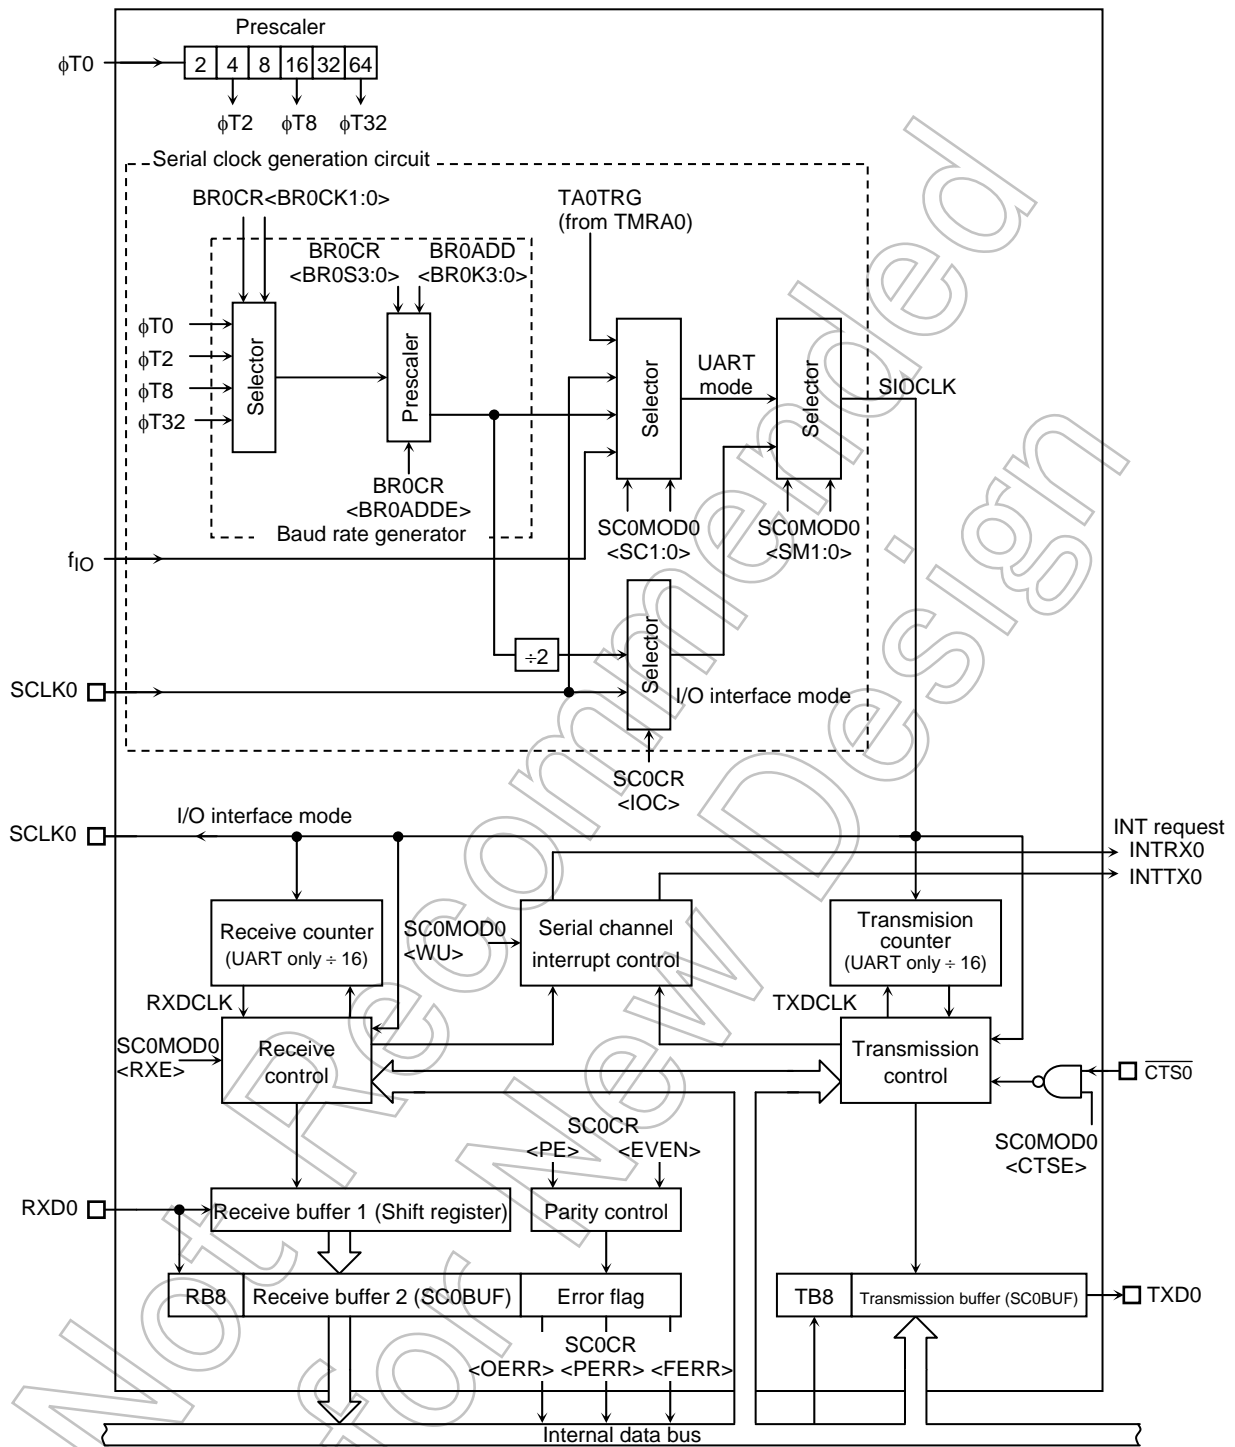 Prescaler
ϕT0
2 4 8 16 32 64
ϕT2 ϕT8 ϕT32
Serial clock generation circuit
BR0CR<BR0CK1:0>
TA0TRG
(from TMRA0)
BR0CR
<BR0S3:0>
BR0ADD
<BR0K3:0>
ϕT0
ϕT2
ϕT8
ϕT32
Selector
Prescaler
Selector
UART
mode
Selector
SIOCLK
BR0CR
<BR0ADDE>
Baud rate generator
SC0MOD0
<SC1:0>
SC0MOD0
<SM1:0>
fIO
÷2
Selector
SCLK0
I/O interface mode
SC0CR
<IOC>
I/O interface mode
SCLK0
INT request
INTRX0
INTTX0
Receive counter
(UART only ÷ 16)
SC0MOD0
<WU>
Serial channel
interrupt control
Transmision
counter
(UART only ÷ 16)
RXDCLK
TXDCLK
SC0MOD0
<RXE>
Receive
control
Transmission
control
CTS0
SC0MOD0
<CTSE>
SC0CR
<PE> <EVEN>
RXD0
Receive buffer 1 (Shift register)
Parity control
RB8
Receive buffer 2 (SC0BUF)
Error flag
TB8
Transmission buffer (SC0BUF)
TXD0
SC0CR
<OERR> <PERR> <FERR>
Internal data bus
Not Recommended
for New Design